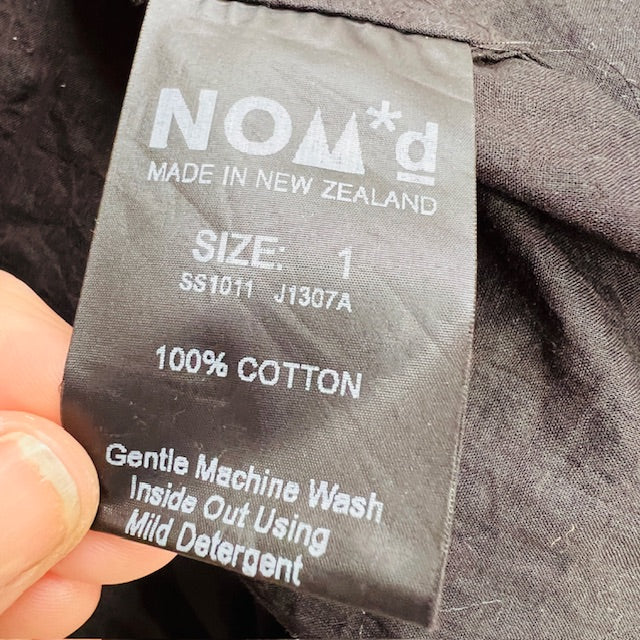 NOM*d
MADE IN NEW ZEALAND
SIZE: 1
SS1011 J1307A
100% COTTON
Gentle Machine Wash
Inside Out Using
Mild Detergent